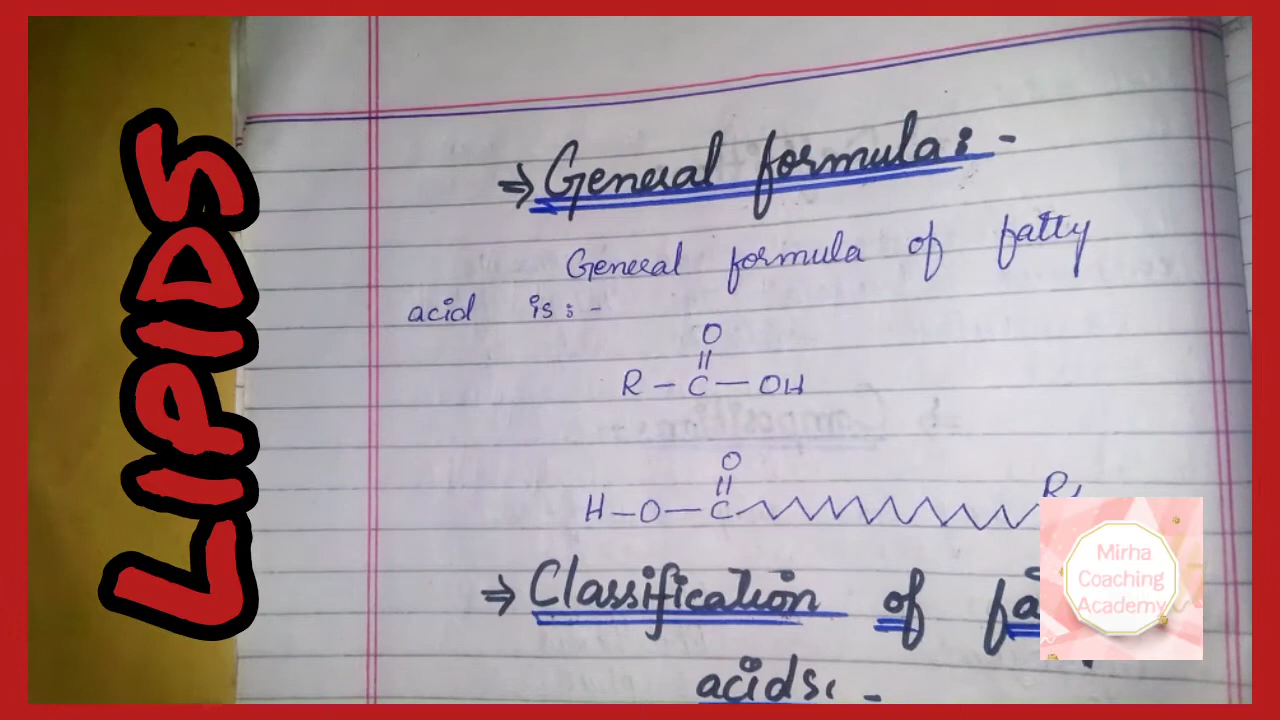 LIPIDS
⇒ General formula:-
General formula of fatty
acid is:-
O
||
R — C — OH
O
||
H—O—C
R
⇒ Classification of
acids:-
Mirha
Coaching
Academy